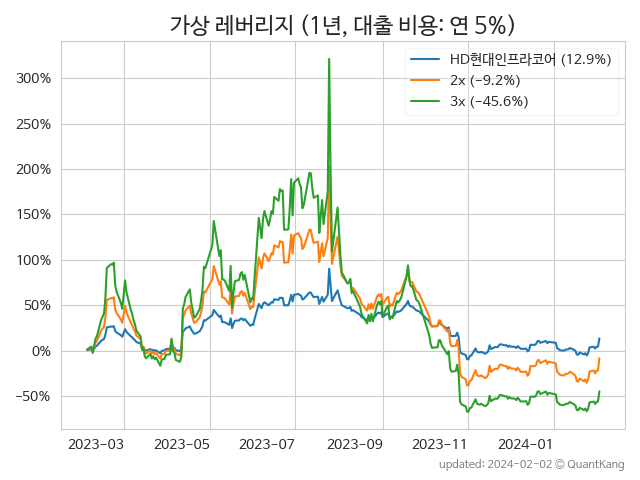 가상 레버리지 (1년, 대출 비용: 연 5%)
HD현대인프라코어 (12.9%)
2x (−9.2%)
3x (−45.6%)
300%
250%
200%
150%
100%
50%
0%
−50%
2023-03 2023-05 2023-07 2023-09 2023-11 2024-01
updated: 2024-02-02 © QuantKang